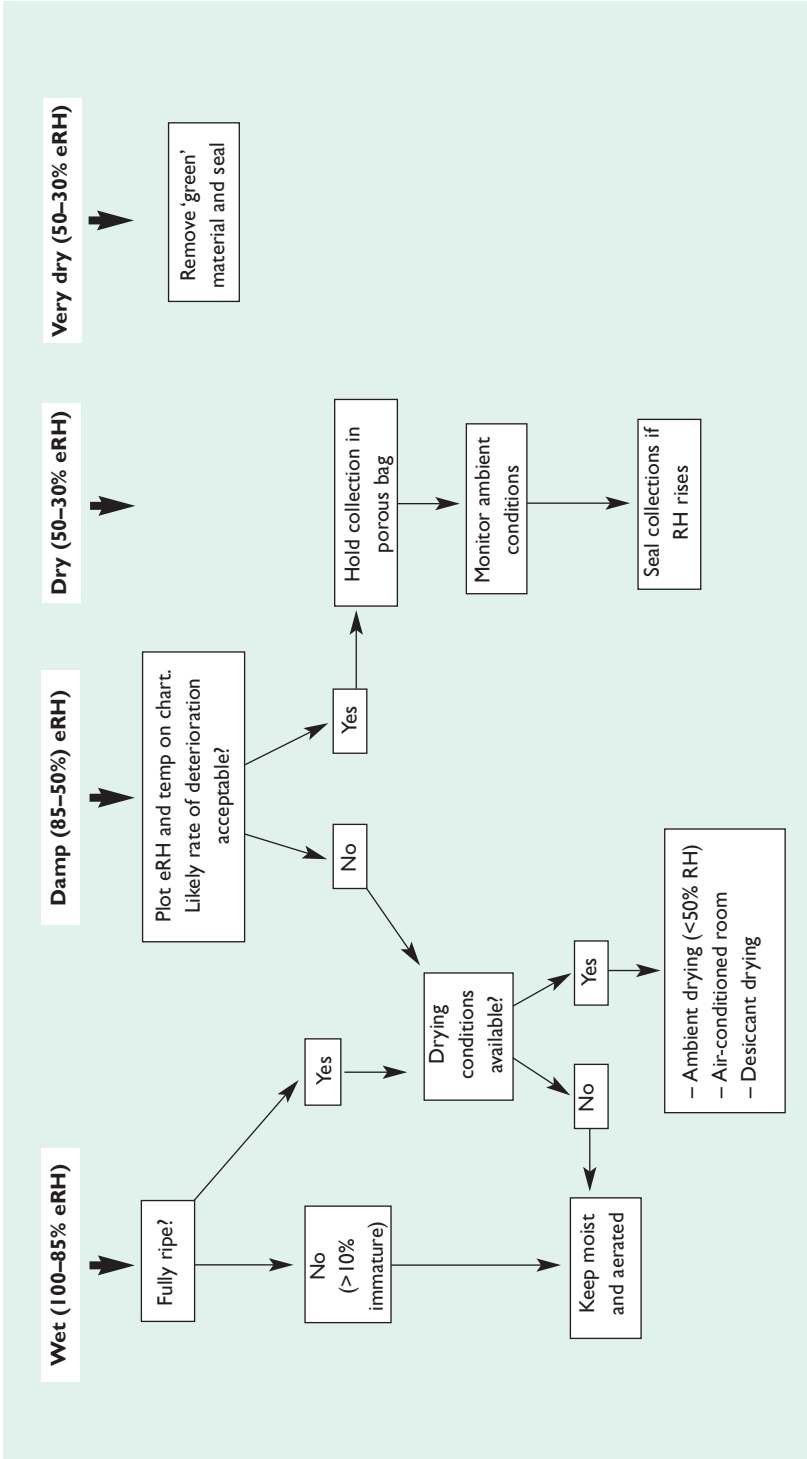 Wet (100–85% eRH)
Damp (85–50%) eRH)
Dry (50–30% eRH)
Very dry (50–30% eRH)
Fully ripe?
Yes
No
(>10%
immature)
Keep moist
and aerated
Plot eRH and temp on chart.
Likely rate of deterioration
acceptable?
No
Yes
Drying
conditions
available?
No
Yes
– Ambient drying (<50% RH)
– Air-conditioned room
– Desiccant drying
Hold collection in
porous bag
Monitor ambient
conditions
Seal collections if
RH rises
Remove ‘green’
material and seal